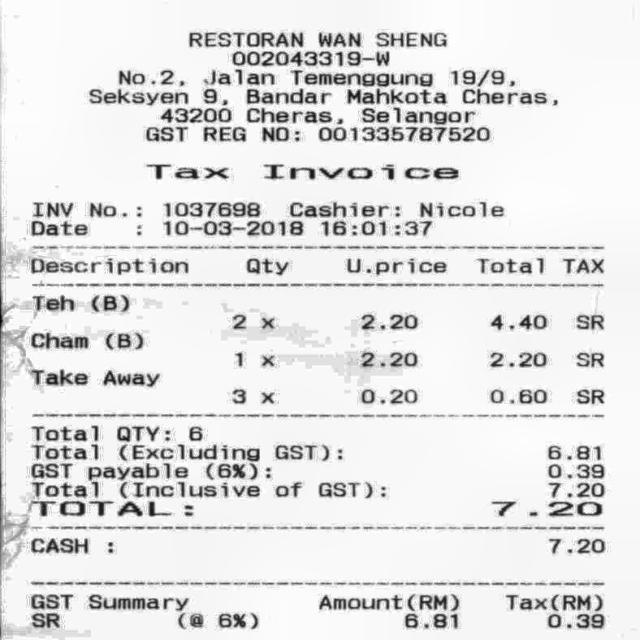 RESTORAN WAN SHENG
002043319-W
No.2, Jalan Temenggung 19/9,
Seksyen 9, Bandar Mahkota Cheras,
43200 Cheras, Selangor
GST REG NO: 001335787520
Tax Invoice
INV No.: 1037698 Cashier: Nicole
Date : 10-03-2018 16:01:37
Description Qty U.price Total TAX
Teh (B)
2 x 2.20 4.40 SR
Cham (B)
1 x 2.20 2.20 SR
Take Away
3 x 0.20 0.60 SR
Total QTY: 6
Total (Excluding GST): 6.81
GST payable (6%): 0.39
Total (Inclusive of GST): 7.20
TOTAL: 7.20
CASH : 7.20
GST Summary Amount(RM) Tax(RM)
SR (@ 6%) 6.81 0.39